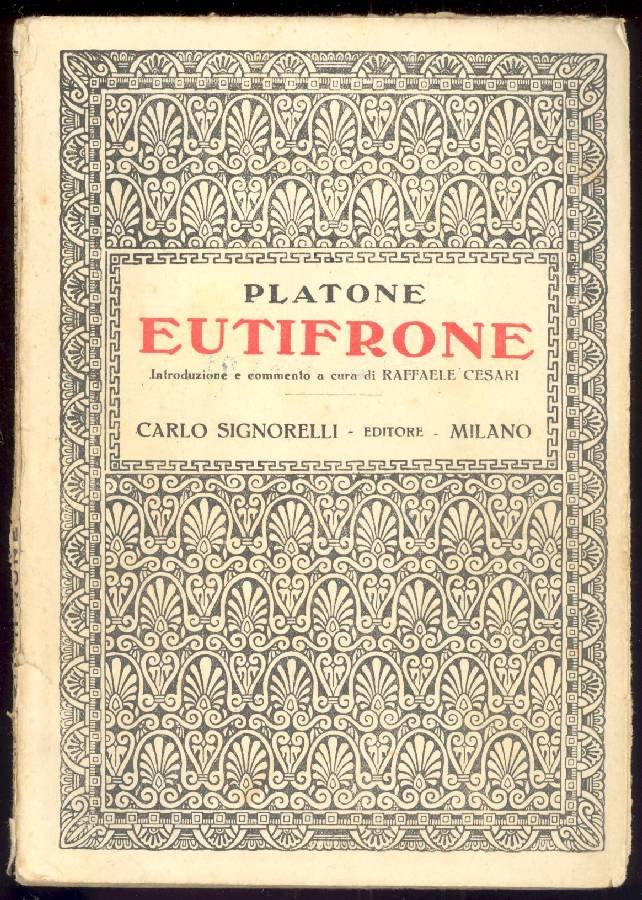 PLATONE
EUTIFRONE
Introduzione e commento a cura di RAFFAELE CESARI
CARLO SIGNORELLI - EDITORE - MILANO